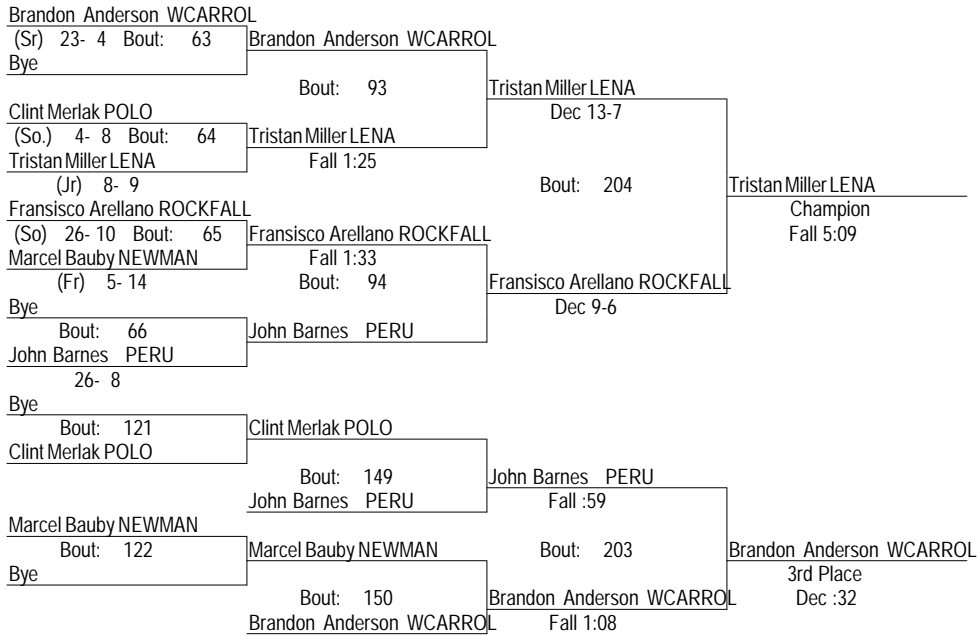 Brandon Anderson WCARROL
(Sr) 23- 4 Bout: 63 Brandon Anderson WCARROL
Bye
Bout: 93 Tristan Miller LENA
Clint Merlak POLO Dec 13-7
(So.) 4- 8 Bout: 64 Tristan Miller LENA
Tristan Miller LENA Fall 1:25
(Jr) 8- 9 Bout: 204 Tristan Miller LENA
Fransisco Arellano ROCKFALL Champion
(So) 26- 10 Bout: 65 Fransisco Arellano ROCKFALL Fall 5:09
Marcel Bauby NEWMAN Fall 1:33
(Fr) 5- 14 Bout: 94 Fransisco Arellano ROCKFALL
Bye Dec 9-6
Bout: 66 John Barnes PERU
John Barnes PERU
26- 8
Bye
Bout: 121 Clint Merlak POLO
Clint Merlak POLO
Bout: 149 John Barnes PERU
John Barnes PERU Fall :59
Marcel Bauby NEWMAN
Bout: 122 Marcel Bauby NEWMAN Bout: 203 Brandon Anderson WCARROL
Bye 3rd Place
Bout: 150 Brandon Anderson WCARROL Dec :32
Brandon Anderson WCARROL Fall 1:08